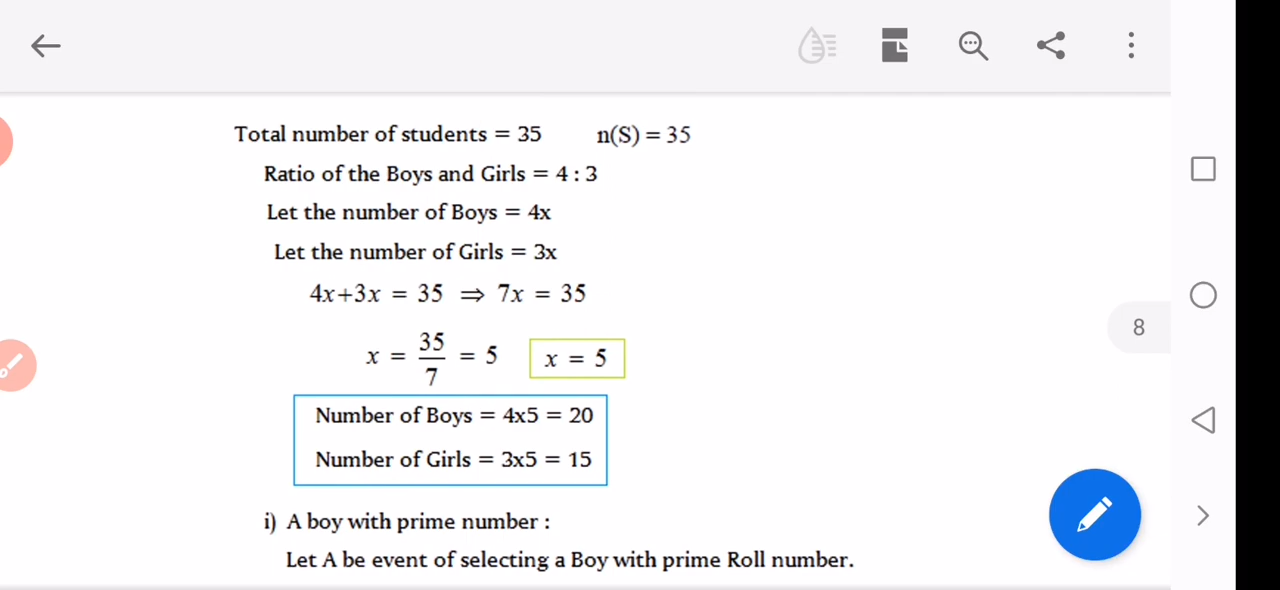 Total number of students = 35 n(S) = 35
Ratio of the Boys and Girls = 4 : 3
Let the number of Boys = 4x
Let the number of Girls = 3x
4x+3x = 35 ⇒ 7x = 35
x = 35/7 = 5 x = 5
8
Number of Boys = 4x5 = 20
Number of Girls = 3x5 = 15
i) A boy with prime number :
Let A be event of selecting a Boy with prime Roll number.